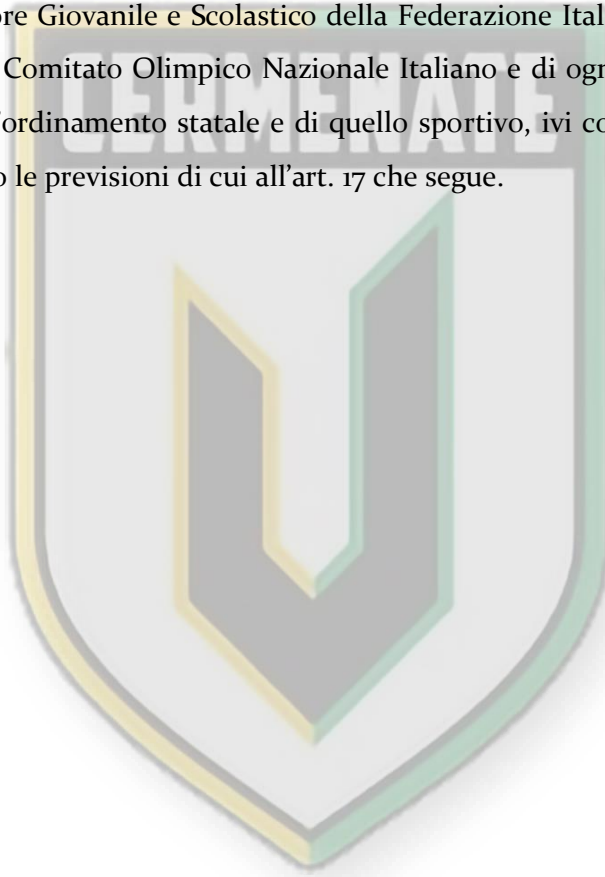 ore Giovanile e Scolastico della Federazione Ital
CERMENATE
Comitato Olimpico Nazionale Italiano e di ogn
'ordinamento statale e di quello sportivo, ivi co
o le previsioni di cui all'art. 17 che segue.